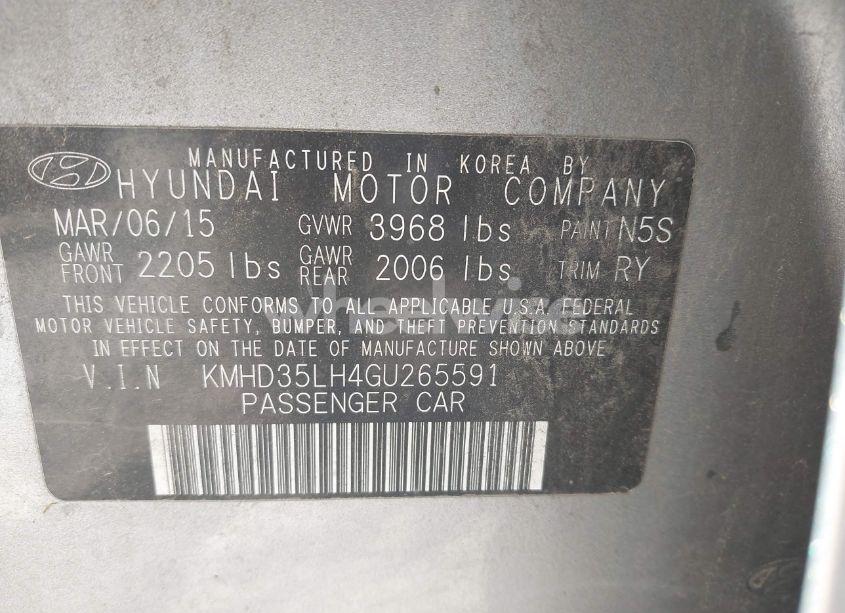 MANUFACTURED IN KOREA BY
HYUNDAI MOTOR COMPANY
MAR/06/15 GVWR 3968 lbs PAINT N5S
GAWR FRONT 2205 lbs GAWR REAR 2006 lbs TRIM RY
THIS VEHICLE CONFORMS TO ALL APPLICABLE U.S.A. FEDERAL
MOTOR VEHICLE SAFETY, BUMPER, AND THEFT PREVENTION STANDARDS
IN EFFECT ON THE DATE OF MANUFACTURE SHOWN ABOVE
V.I.N KMHD35LH4GU265591
PASSENGER CAR